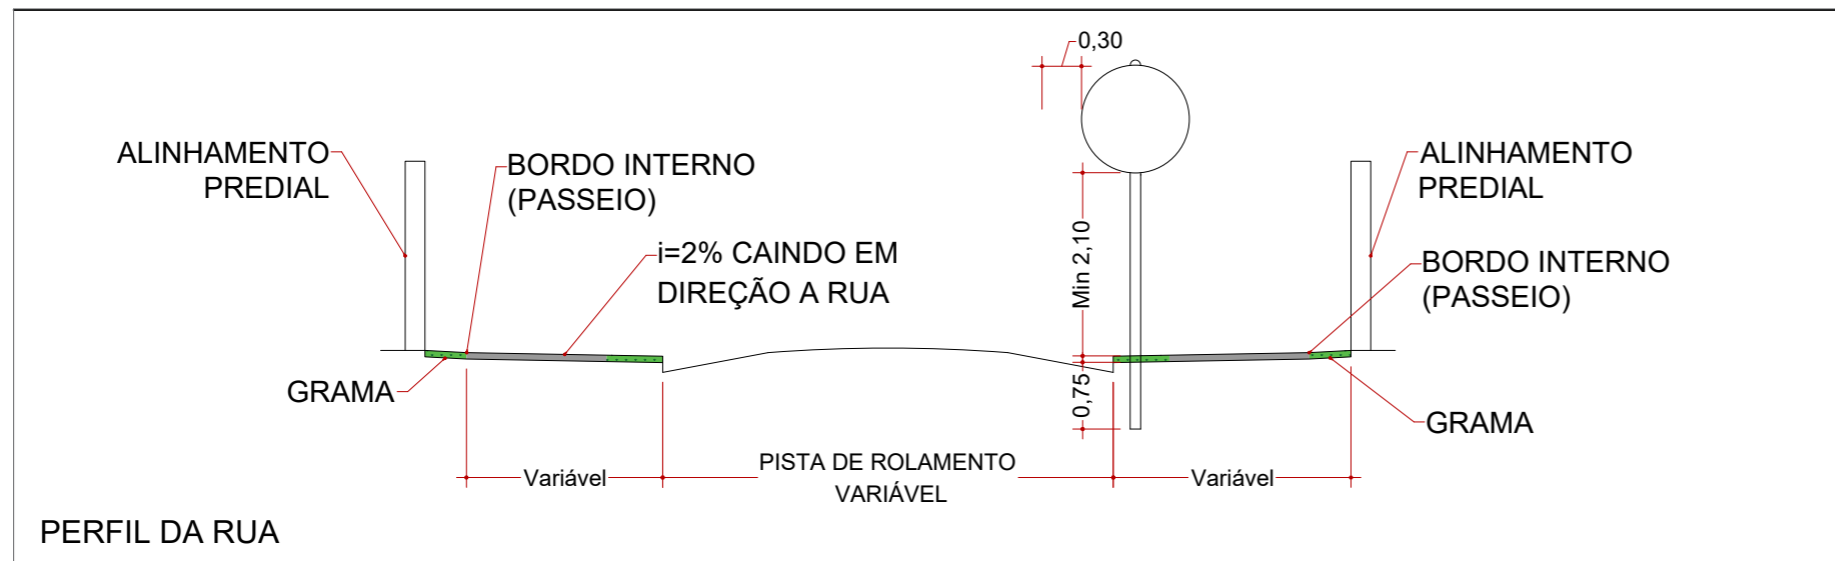 0,30
ALINHAMENTO
PREDIAL
BORDO INTERNO
(PASSEIO)
i=2% CAINDO EM
DIREÇÃO A RUA
Min 2,10
ALINHAMENTO
PREDIAL
BORDO INTERNO
(PASSEIO)
GRAMA
0,75
GRAMA
Variável
PISTA DE ROLAMENTO
VARIÁVEL
Variável
PERFIL DA RUA